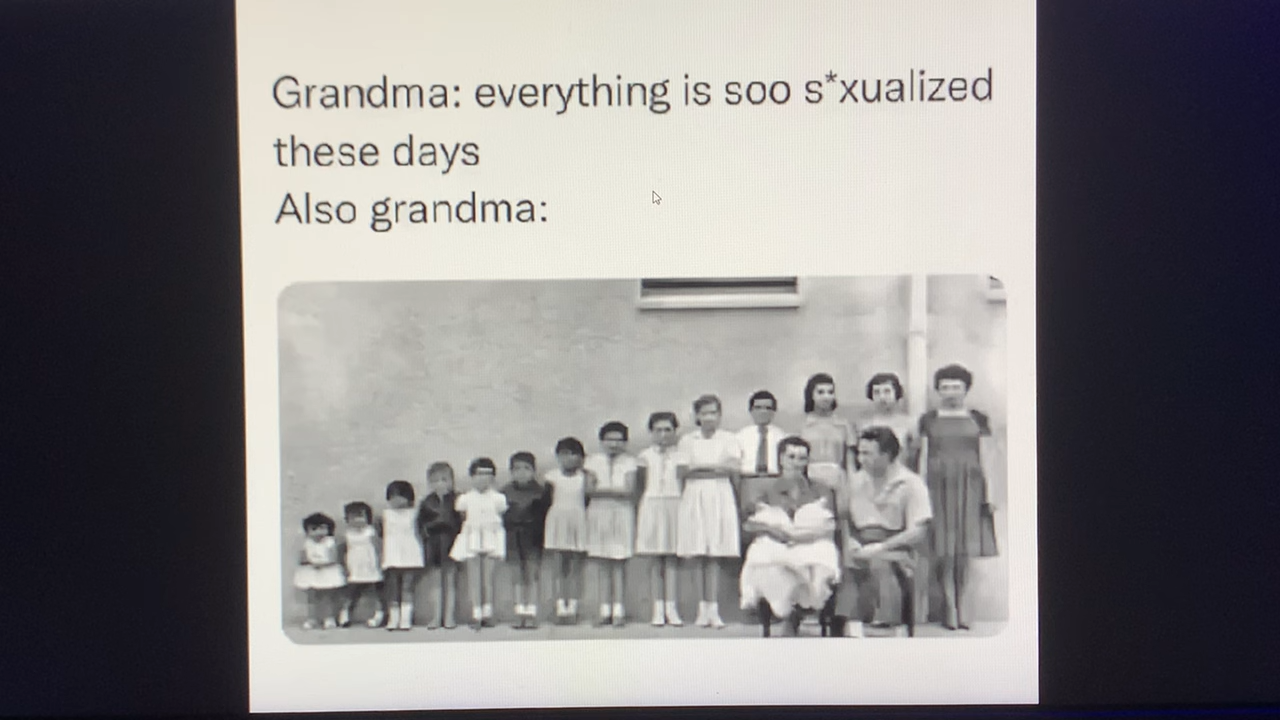 Grandma: everything is soo s*xualized
these days
Also grandma: